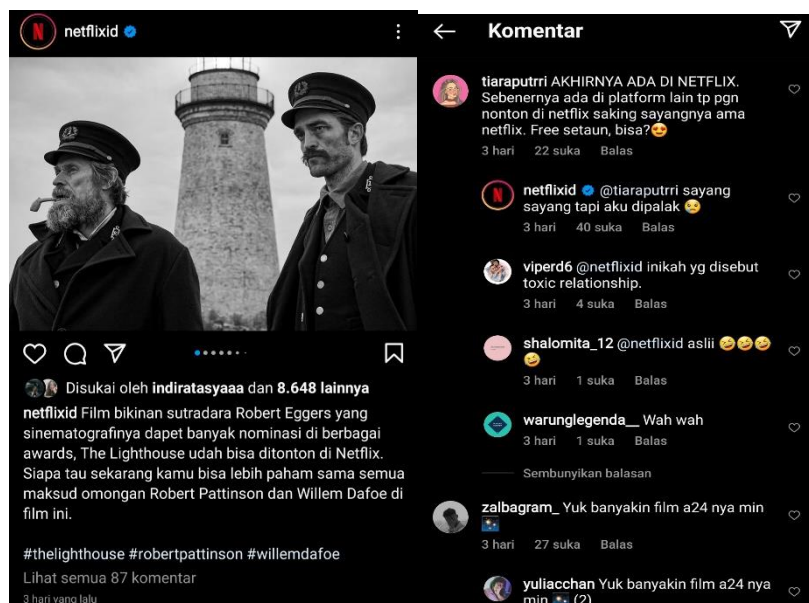 netflixid
Disukai oleh indiratasyaaa dan 8.648 lainnya
netflixid Film bikinan sutradara Robert Eggers yang
sinematografinya dapet banyak nominasi di berbagai
awards, The Lighthouse udah bisa ditonton di Netflix.
Siapa tau sekarang kamu bisa lebih paham sama semua
maksud omongan Robert Pattinson dan Willem Dafoe di
film ini.
#thelighthouse #robertpattinson #willemdafoe
Lihat semua 87 komentar
3 hari yang lalu
Komentar
tiaraputrri AKHIRNYA ADA DI NETFLIX.
Sebenernya ada di platform lain tp pgn
nonton di netflix saking sayangnya ama
netflix. Free setaun, bisa?😍
3 hari 22 suka Balas
netflixid @tiaraputrri sayang
sayang tapi aku dipalak 😢
3 hari 40 suka Balas
viperd6 @netflixid inikah yg disebut
toxic relationship.
3 hari 4 suka Balas
shalomita_12 @netflixid aslii 🤣🤣🤣
🤣
3 hari 1 suka Balas
warunglegenda__ Wah wah
3 hari 1 suka Balas
Sembunyikan balasan
zalbagram_ Yuk banyakin film a24 nya min
3 hari 27 suka Balas
yuliacchan Yuk banyakin film a24 nya
min (2)